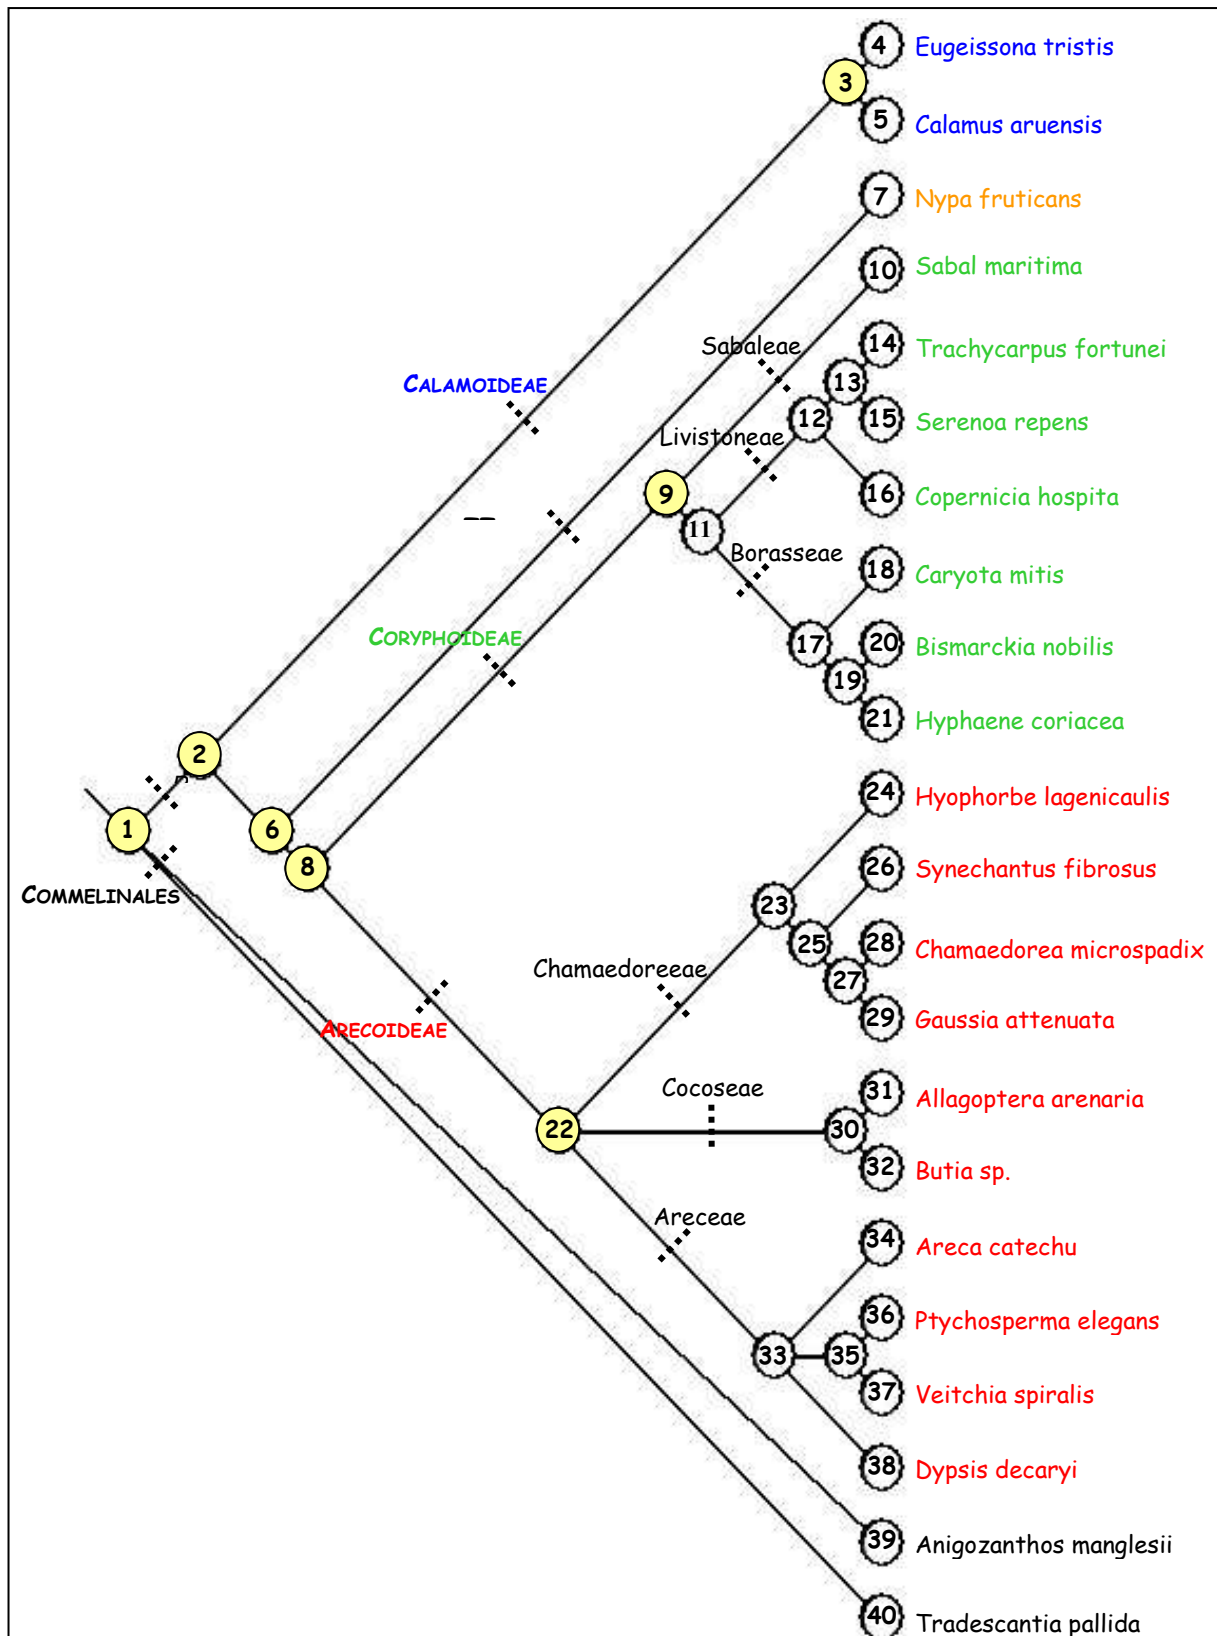 4 Eugeissona tristis
3
5 Calamus aruensis
7 Nypa fruticans
10 Sabal maritima
Sabaleae
14 Trachycarpus fortunei
13
CALAMOIDEAE
12
15 Serenoa repens
Livistoneae
16 Copernicia hospita
9
11
Borasseae
18 Caryota mitis
CORYPHOIDEAE
17
20 Bismarckia nobilis
19
21 Hyphaene coriacea
2
24 Hyophorbe lagenicaulis
1
6
8
26 Synechantus fibrosus
COMMELINALES
23
25
28 Chamaedorea microspadix
Chamaedoreeae
27
29 Gaussia attenuata
ARECOIDEAE
Cocoseae
31 Allagoptera arenaria
22
30
32 Butia sp.
Areceae
34 Areca catechu
36 Ptychosperma elegans
33
35
37 Veitchia spiralis
38 Dypsis decaryi
39 Anigozanthos manglesii
40 Tradescantia pallida